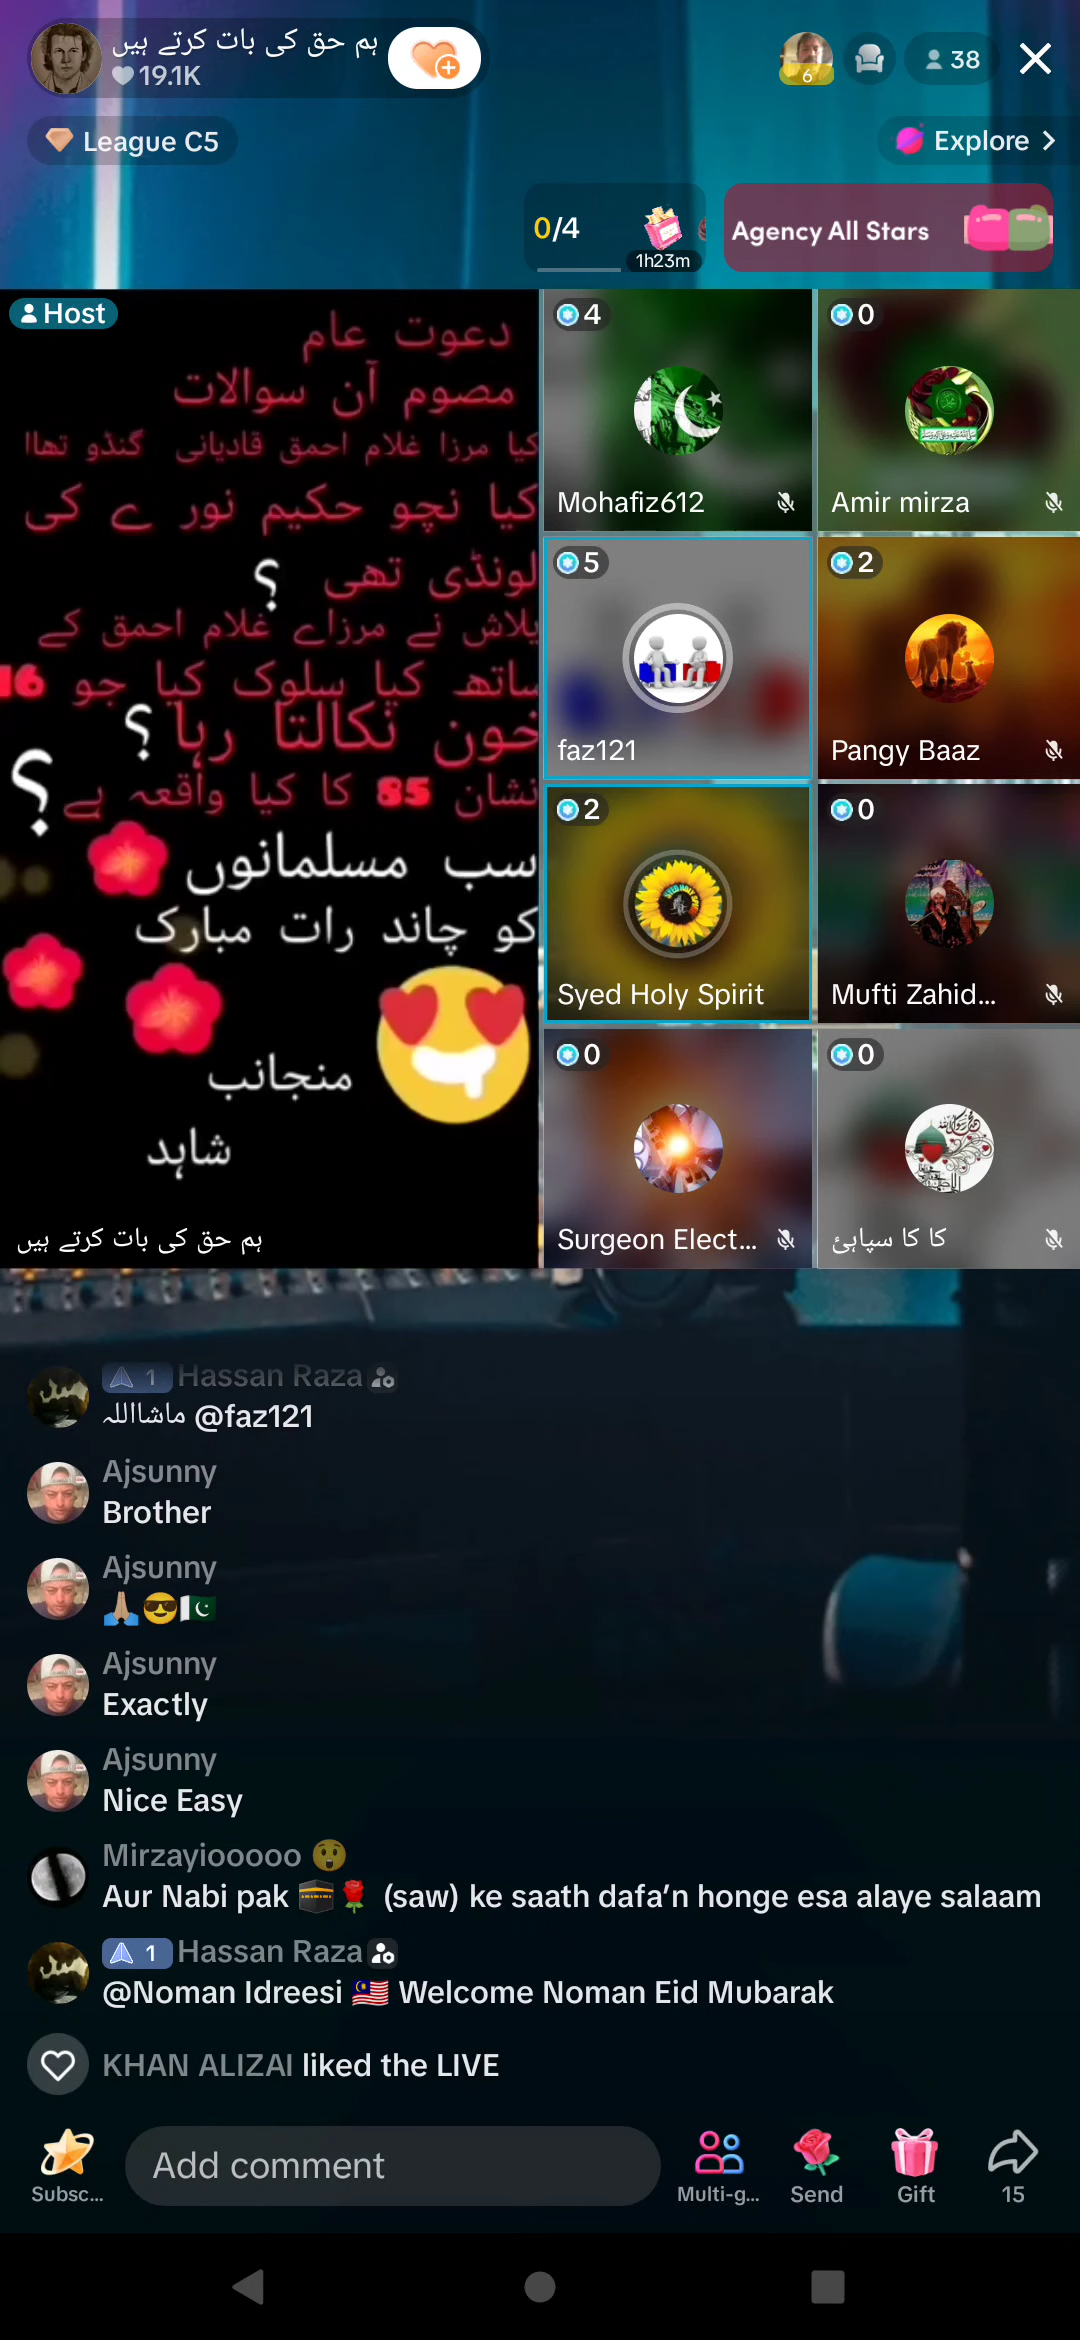 ہم حق کی بات کرتے ہیں
19.1K
6
38
League C5
Explore
0/4
1h23m
Agency All Stars
Host
دعوت عام
مصوم آن سوالات
کیا مرزا غلام احمق قادیانی گنڈو تھاا
کیا نچو حکیم نور ے کی
لونڈی تھی ؟
یلاش نے مرزاے غلام احمق کے
ساتھ کیا سلوک کیا جو 16
خون نکالتا رہا ؟
نشان 85 کا کیا واقعہ ہے ؟
سب مسلمانوں
کو چاند رات مبارک
منجانب
شاہد
ہم حق کی بات کرتے ہیں
4
Mohafiz612
0
Amir mirza
5
faz121
2
Pangy Baaz
2
Syed Holy Spirit
0
Mufti Zahid...
0
Surgeon Elect...
0
کا کا سپاہئ
1 Hassan Raza
ماشااللہ @faz121
Ajsunny
Brother
Ajsunny
🙏🏽😎🇵🇰
Ajsunny
Exactly
Ajsunny
Nice Easy
Mirzayiooooo 😲
Aur Nabi pak 🕋🌹 (saw) ke saath dafa’n honge esa alaye salaam
1 Hassan Raza
@Noman Idreesi 🇲🇾 Welcome Noman Eid Mubarak
KHAN ALIZAI liked the LIVE
Add comment
Subsc...
Multi-g...
Send
Gift
15